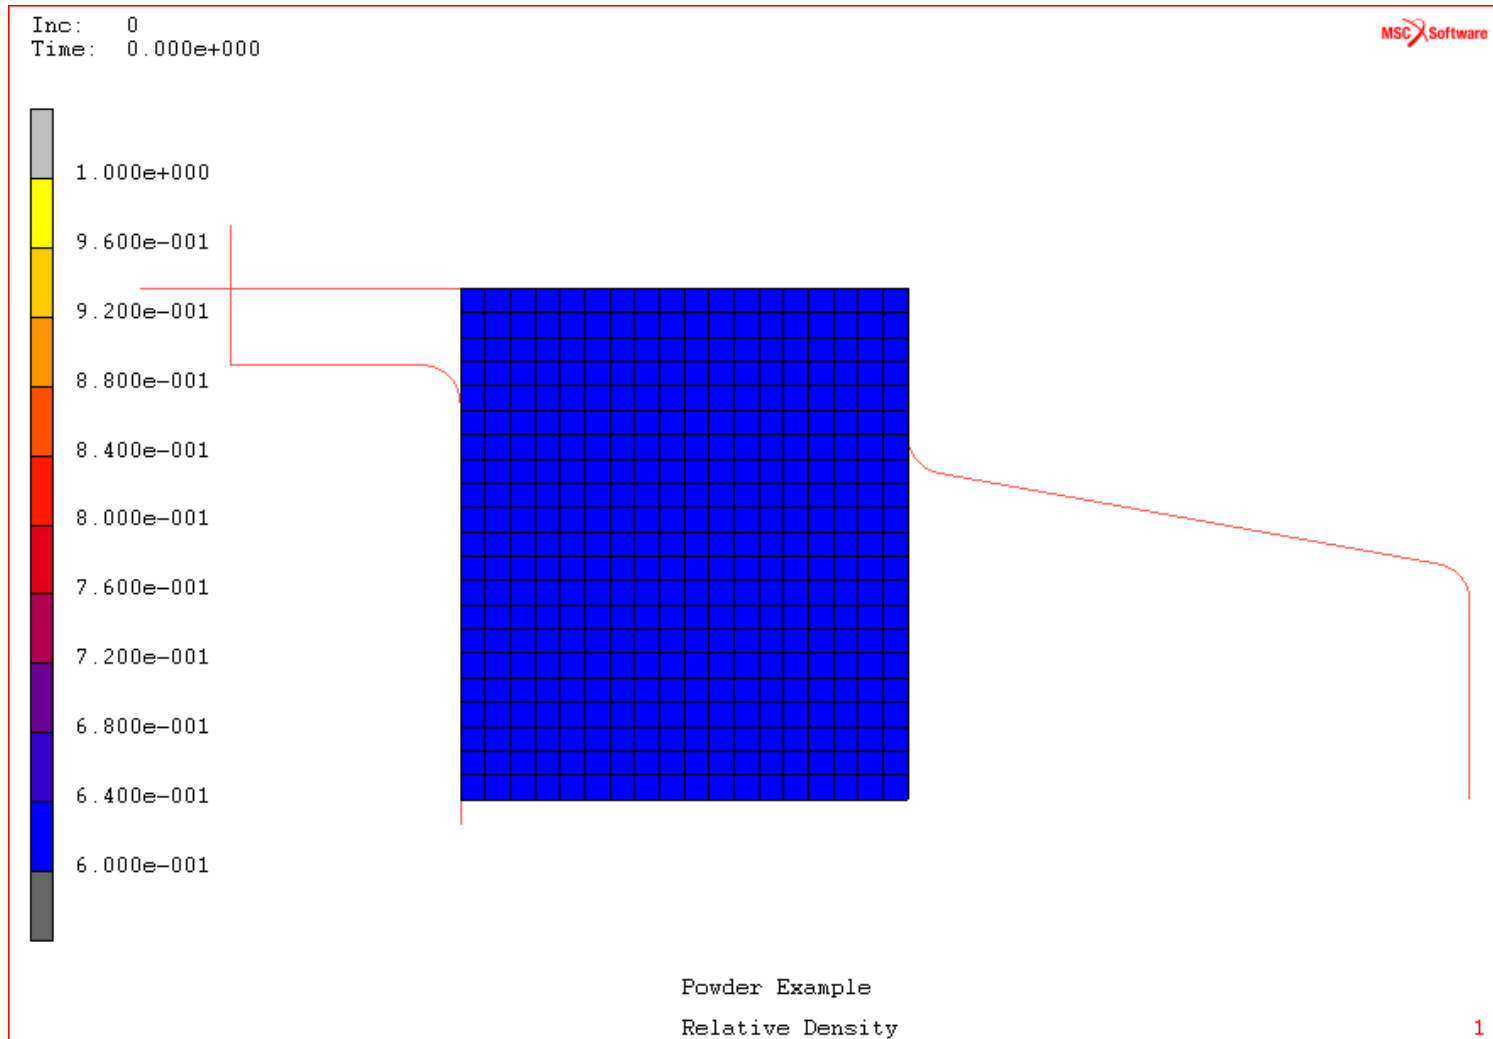 Inc: 0
Time: 0.000e+000
MSC Software
1.000e+000
9.600e-001
9.200e-001
8.800e-001
8.400e-001
8.000e-001
7.600e-001
7.200e-001
6.800e-001
6.400e-001
6.000e-001
Powder Example
Relative Density
1